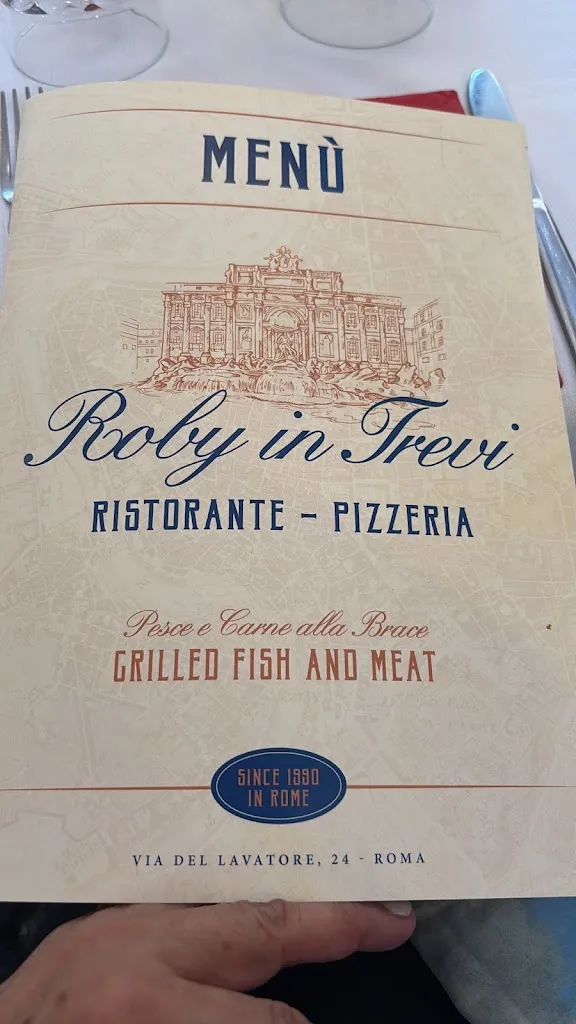 MENÙ
Roby in Trevi
RISTORANTE – PIZZERIA
Pesce e Carne alla Brace
GRILLED FISH AND MEAT
SINCE 1990
IN ROME
VIA DEL LAVATORE, 24 - ROMA